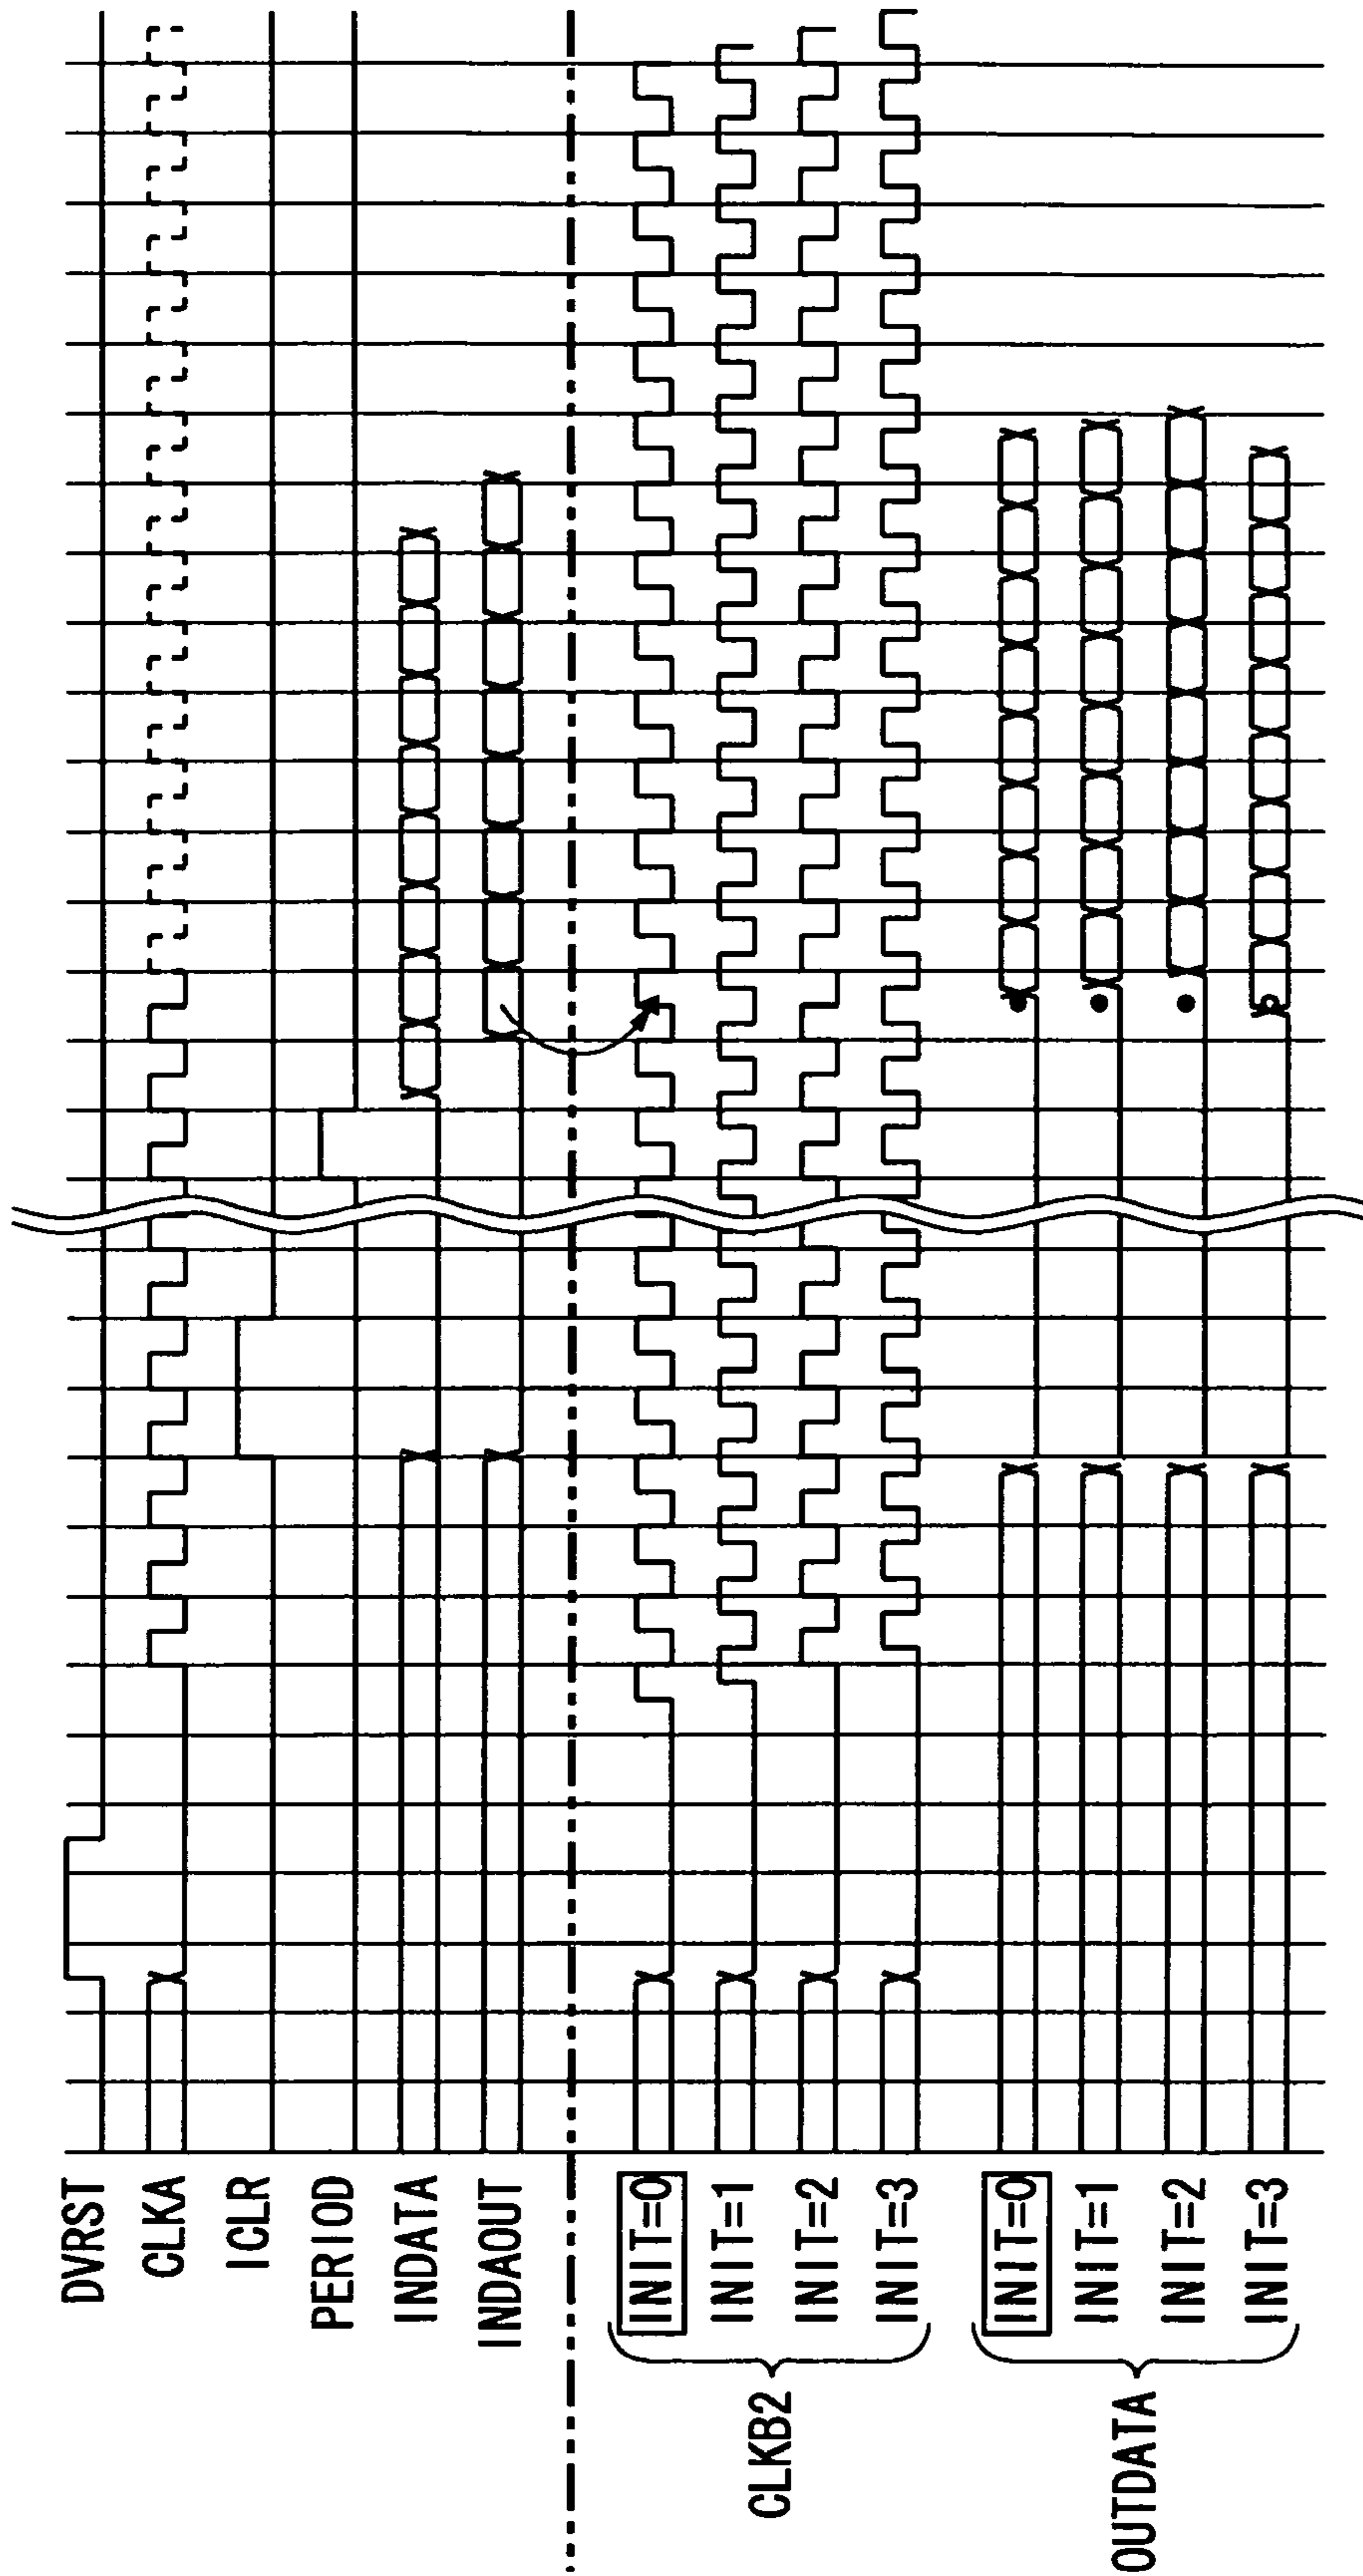 DVRST
CLKA
ICLR
PERIOD
INDATA
INDAOUT
CLKB2
INIT=0
INIT=1
INIT=2
INIT=3
OUTDATA
INIT=0
INIT=1
INIT=2
INIT=3